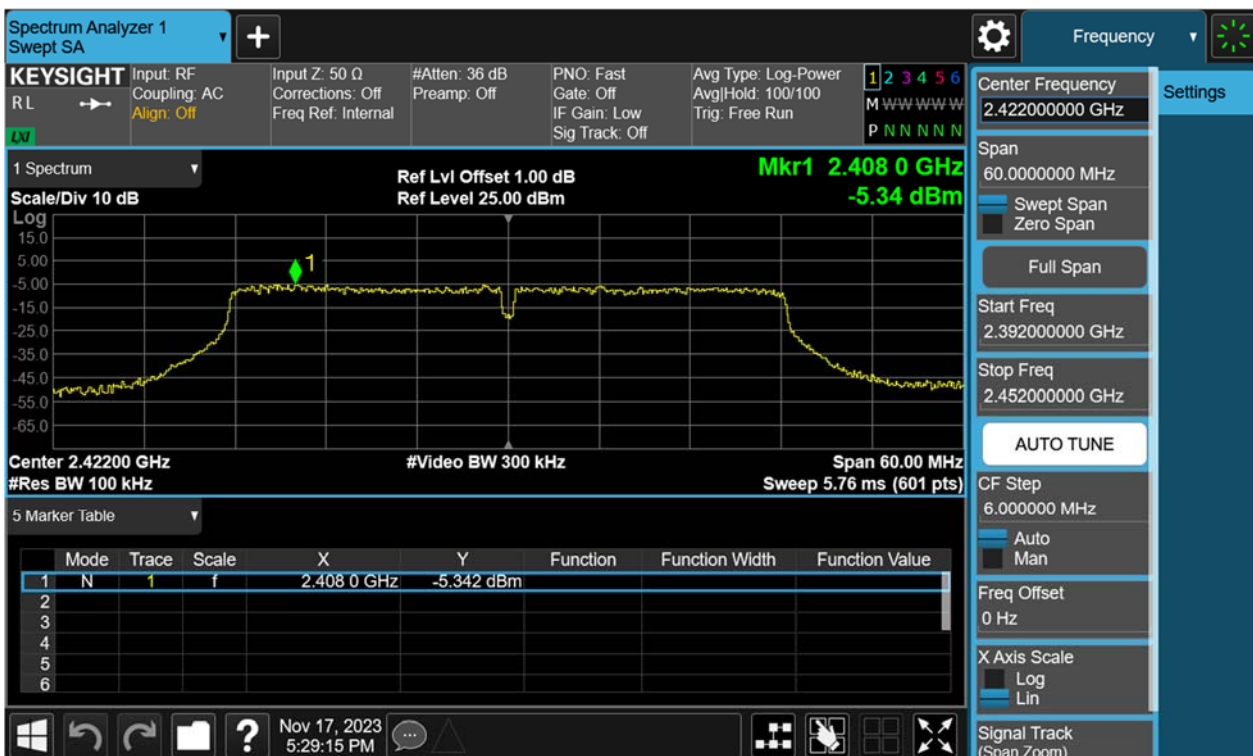 Spectrum Analyzer 1
Swept SA
+
Frequency
KEYSIGHT
R L
LXI
Input: RF
Coupling: AC
Align: Off
Input Z: 50 Ω
Corrections: Off
Freq Ref: Internal
#Atten: 36 dB
Preamp: Off
PNO: Fast
Gate: Off
IF Gain: Low
Sig Track: Off
Avg Type: Log-Power
Avg|Hold: 100/100
Trig: Free Run
1 2 3 4 5 6
M W W W W W
P N N N N N
1 Spectrum
Scale/Div 10 dB
Ref Lvl Offset 1.00 dB
Ref Level 25.00 dBm
Mkr1 2.408 0 GHz
-5.34 dBm
Log
15.0
5.00
-5.00
-15.0
-25.0
-35.0
-45.0
-55.0
-65.0
1
Center 2.42200 GHz
#Res BW 100 kHz
#Video BW 300 kHz
Span 60.00 MHz
Sweep 5.76 ms (601 pts)
5 Marker Table
Mode Trace Scale X Y Function Function Width Function Value
1 N 1 f 2.408 0 GHz -5.342 dBm
2
3
4
5
6
?
Nov 17, 2023
5:29:15 PM
Center Frequency
2.422000000 GHz
Span
60.0000000 MHz
Swept Span
Zero Span
Full Span
Start Freq
2.392000000 GHz
Stop Freq
2.452000000 GHz
AUTO TUNE
CF Step
6.000000 MHz
Auto
Man
Freq Offset
0 Hz
X Axis Scale
Log
Lin
Signal Track
(Span Zoom)
Settings